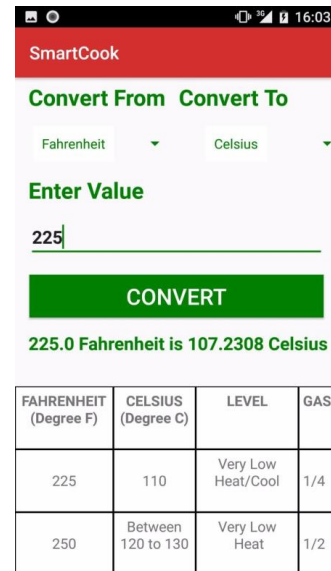 3G 16:03
SmartCook
Convert From Convert To
Fahrenheit Celsius
Enter Value
225
CONVERT
225.0 Fahrenheit is 107.2308 Celsius
FAHRENHEIT CELSIUS LEVEL GAS
(Degree F) (Degree C)
225 110 Very Low
Heat/Cool 1/4
250 Between
120 to 130 Very Low
Heat 1/2